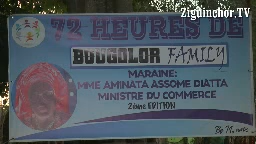 Ziguinchor TV
72 HEURES DE
BOUGOLOR FAMILY
MARAINE:
MME AMINATA ASSOME DIATTA
MINISTRE DU COMMERCE
2ème EDITION